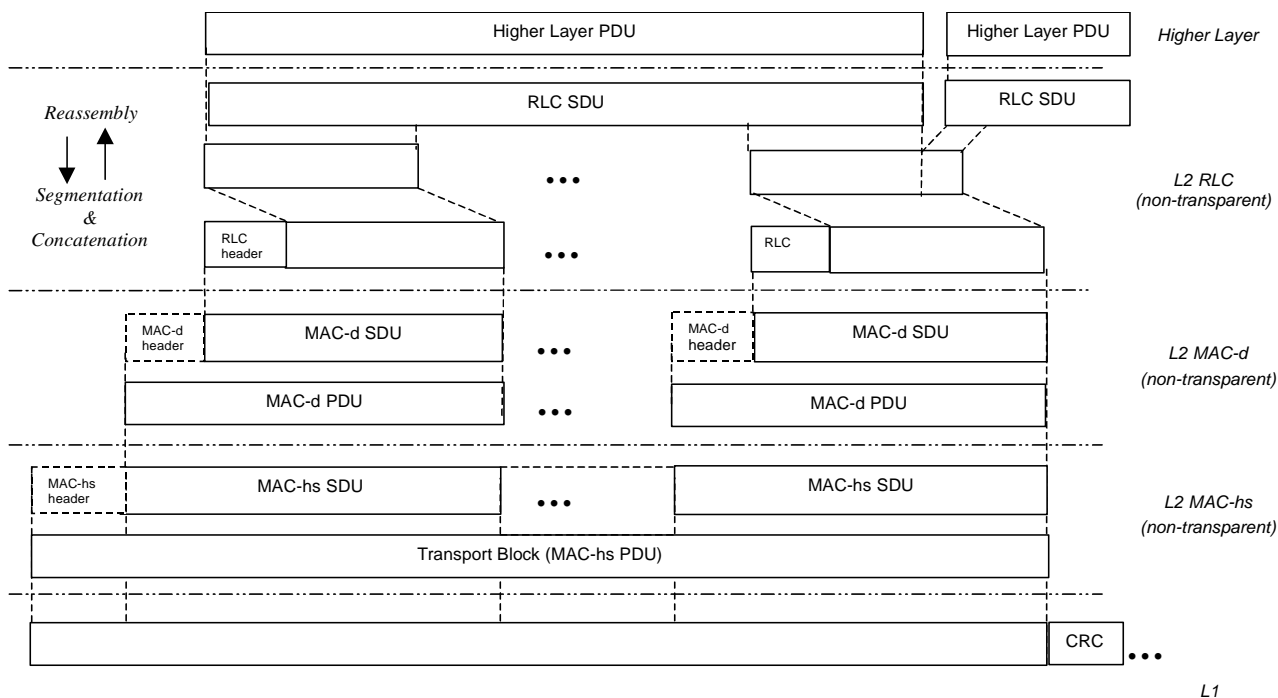 Higher Layer PDU
Higher Layer PDU
Higher Layer
RLC SDU
RLC SDU
Reassembly
Segmentation
&
Concatenation
L2 RLC
(non-transparent)
RLC
header
RLC
MAC-d
header
MAC-d SDU
MAC-d
header
MAC-d SDU
L2 MAC-d
(non-transparent)
MAC-d PDU
MAC-d PDU
MAC-hs
header
MAC-hs SDU
MAC-hs SDU
L2 MAC-hs
(non-transparent)
Transport Block (MAC-hs PDU)
CRC
L1